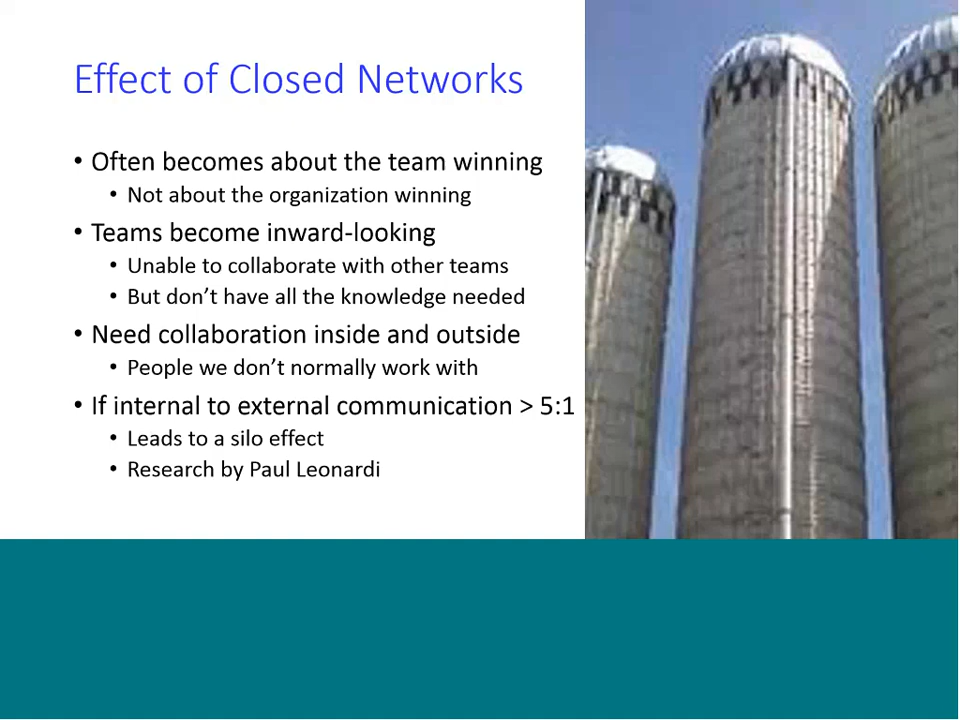 Effect of Closed Networks
• Often becomes about the team winning
• Not about the organization winning
• Teams become inward-looking
• Unable to collaborate with other teams
• But don’t have all the knowledge needed
• Need collaboration inside and outside
• People we don’t normally work with
• If internal to external communication > 5:1
• Leads to a silo effect
• Research by Paul Leonardi